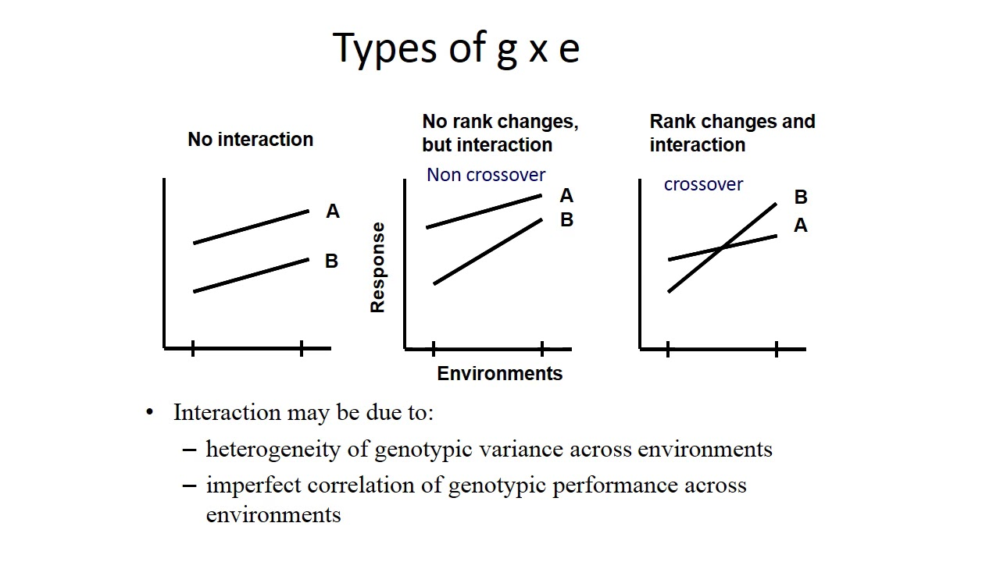 Types of g x e
No interaction
A
B
No rank changes,
but interaction
Non crossover
A
B
Response
Environments
Rank changes and
interaction
crossover
B
A
• Interaction may be due to:
– heterogeneity of genotypic variance across environments
– imperfect correlation of genotypic performance across
environments